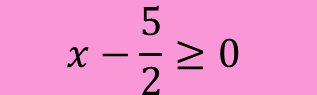 x − 5/2 ≥ 0